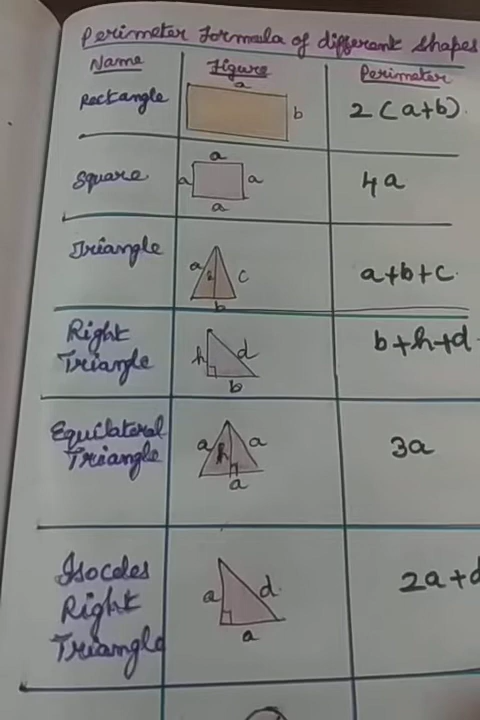 Perimeter Formula of different Shapes
Name Figure Perimeter
Rectangle a b 2(a+b)
Square a a a a 4a
Triangle a h c b a+b+c
Right
Triangle h d b b+h+d
Equilateral
Triangle a h a a 3a
Isoceles
Right
Triangle a d a 2a+d